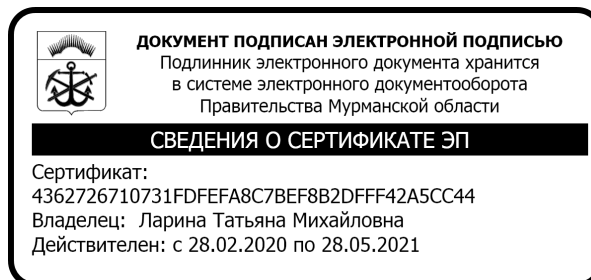 ДОКУМЕНТ ПОДПИСАН ЭЛЕКТРОННОЙ ПОДПИСЬЮ
Подлинник электронного документа хранится
в системе электронного документооборота
Правительства Мурманской области
СВЕДЕНИЯ О СЕРТИФИКАТЕ ЭП
Сертификат:
4362726710731FDFEFA8C7BEF8B2DFFF42A5CC44
Владелец: Ларина Татьяна Михайловна
Действителен: с 28.02.2020 по 28.05.2021